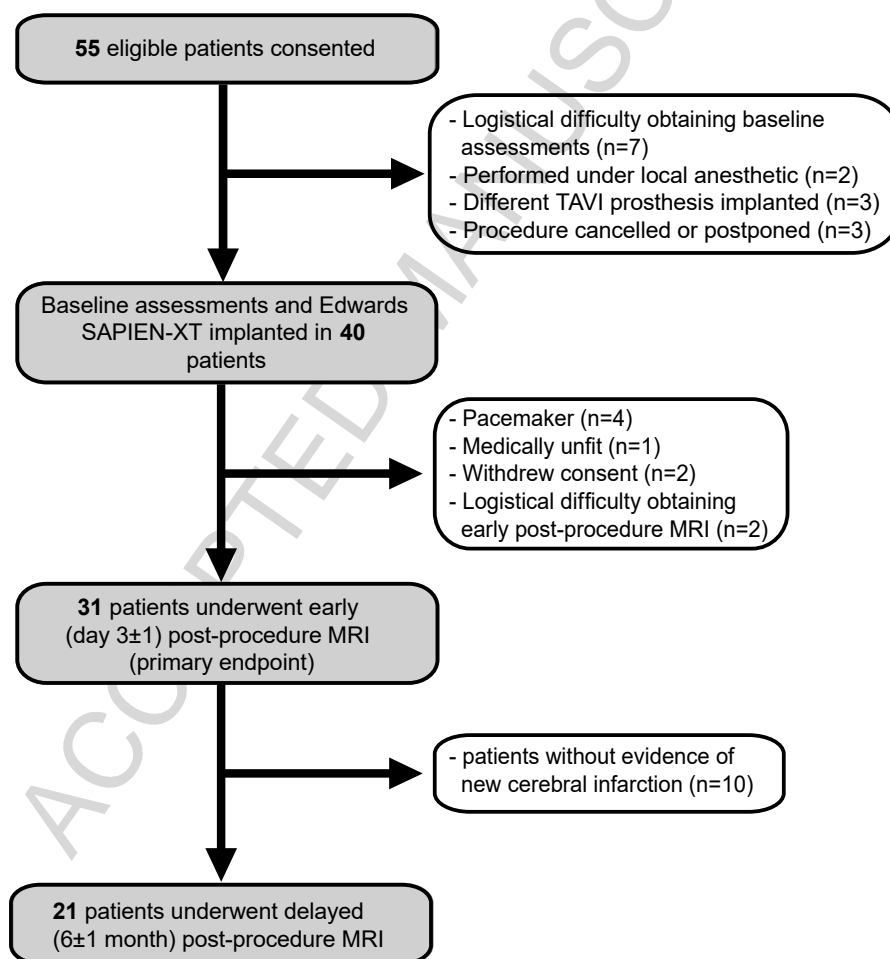 55 eligible patients consented
- Logistical difficulty obtaining baseline
assessments (n=7)
- Performed under local anesthetic (n=2)
- Different TAVI prosthesis implanted (n=3)
- Procedure cancelled or postponed (n=3)
Baseline assessments and Edwards
SAPIEN-XT implanted in 40
patients
- Pacemaker (n=4)
- Medically unfit (n=1)
- Withdrew consent (n=2)
- Logistical difficulty obtaining
early post-procedure MRI (n=2)
31 patients underwent early
(day 3±1) post-procedure MRI
(primary endpoint)
- patients without evidence of
new cerebral infarction (n=10)
21 patients underwent delayed
(6±1 month) post-procedure MRI
ACCEPTED MANUSC